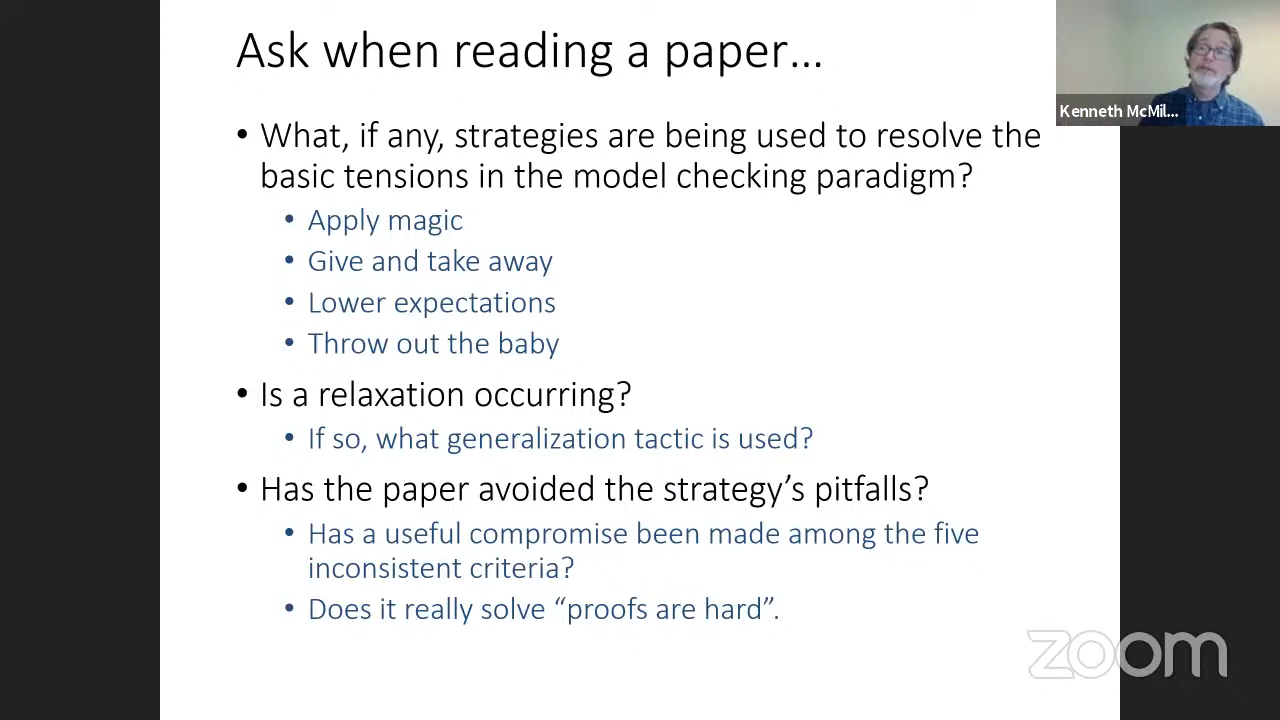 Ask when reading a paper...
• What, if any, strategies are being used to resolve the
basic tensions in the model checking paradigm?
• Apply magic
• Give and take away
• Lower expectations
• Throw out the baby
• Is a relaxation occurring?
• If so, what generalization tactic is used?
• Has the paper avoided the strategy’s pitfalls?
• Has a useful compromise been made among the five
inconsistent criteria?
• Does it really solve “proofs are hard”.
Kenneth McMil...
zoom